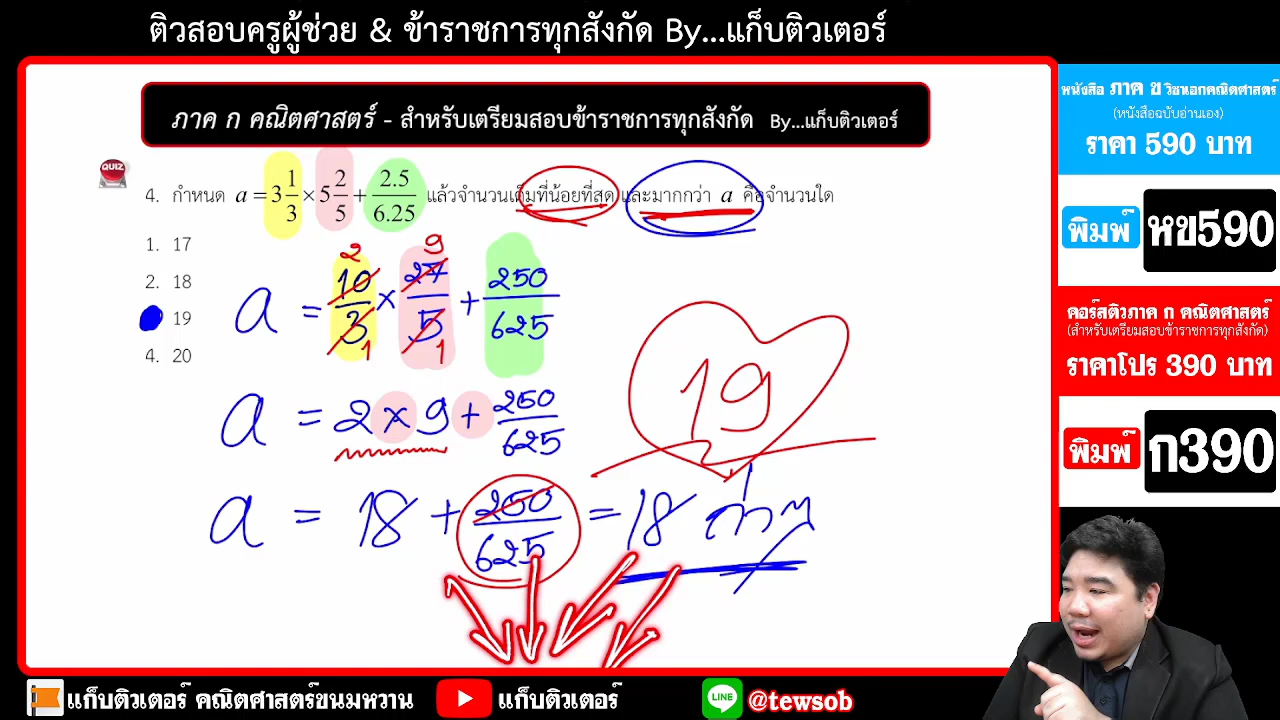 ติวสอบครูผู้ช่วย & ข้าราชการทุกสังกัด By...แก็บติวเตอร์
ภาค ก คณิตศาสตร์ - สำหรับเตรียมสอบข้าราชการทุกสังกัด By...แก็บติวเตอร์
QUIZ
4. กำหนด a = 3 1/3 × 5 2/5 + 2.5/6.25 แล้วจำนวนเต็มที่น้อยที่สุด และมากกว่า a คือจำนวนใด
1. 17
2. 18
19
4. 20
2 9
a = 10/3 × 27/5 + 250/625
1 1
a = 2 × 9 + 250/625
a = 18 + 250/625 = 18 กว่าๆ
19
หนังสือ ภาค ข วิชาเอกคณิตศาสตร์
(หนังสือฉบับอ่านเอง)
ราคา 590 บาท
พิมพ์ หข590
คอร์สติวภาค ก คณิตศาสตร์
(สำหรับเตรียมสอบข้าราชการทุกสังกัด)
ราคาโปร 390 บาท
พิมพ์ ก390
แก็บติวเตอร์ คณิตศาสตร์ขนมหวาน
แก็บติวเตอร์
LINE @tewsob